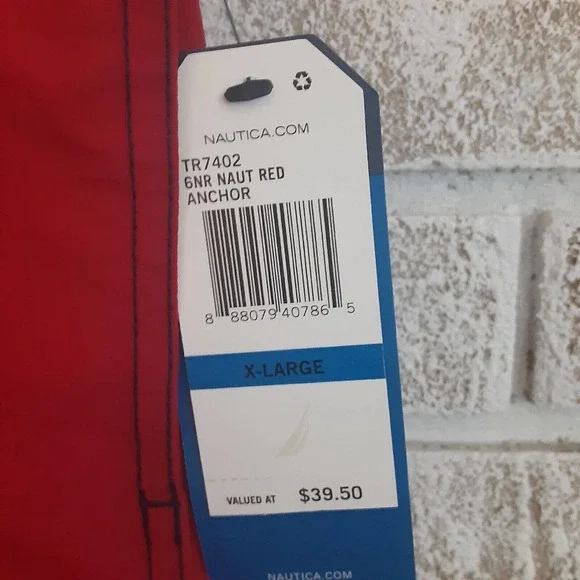 NAUTICA.COM
TR7402
6NR NAUT RED
ANCHOR
8 88079 40786 5
X-LARGE
VALUED AT $39.50
NAUTICA.COM